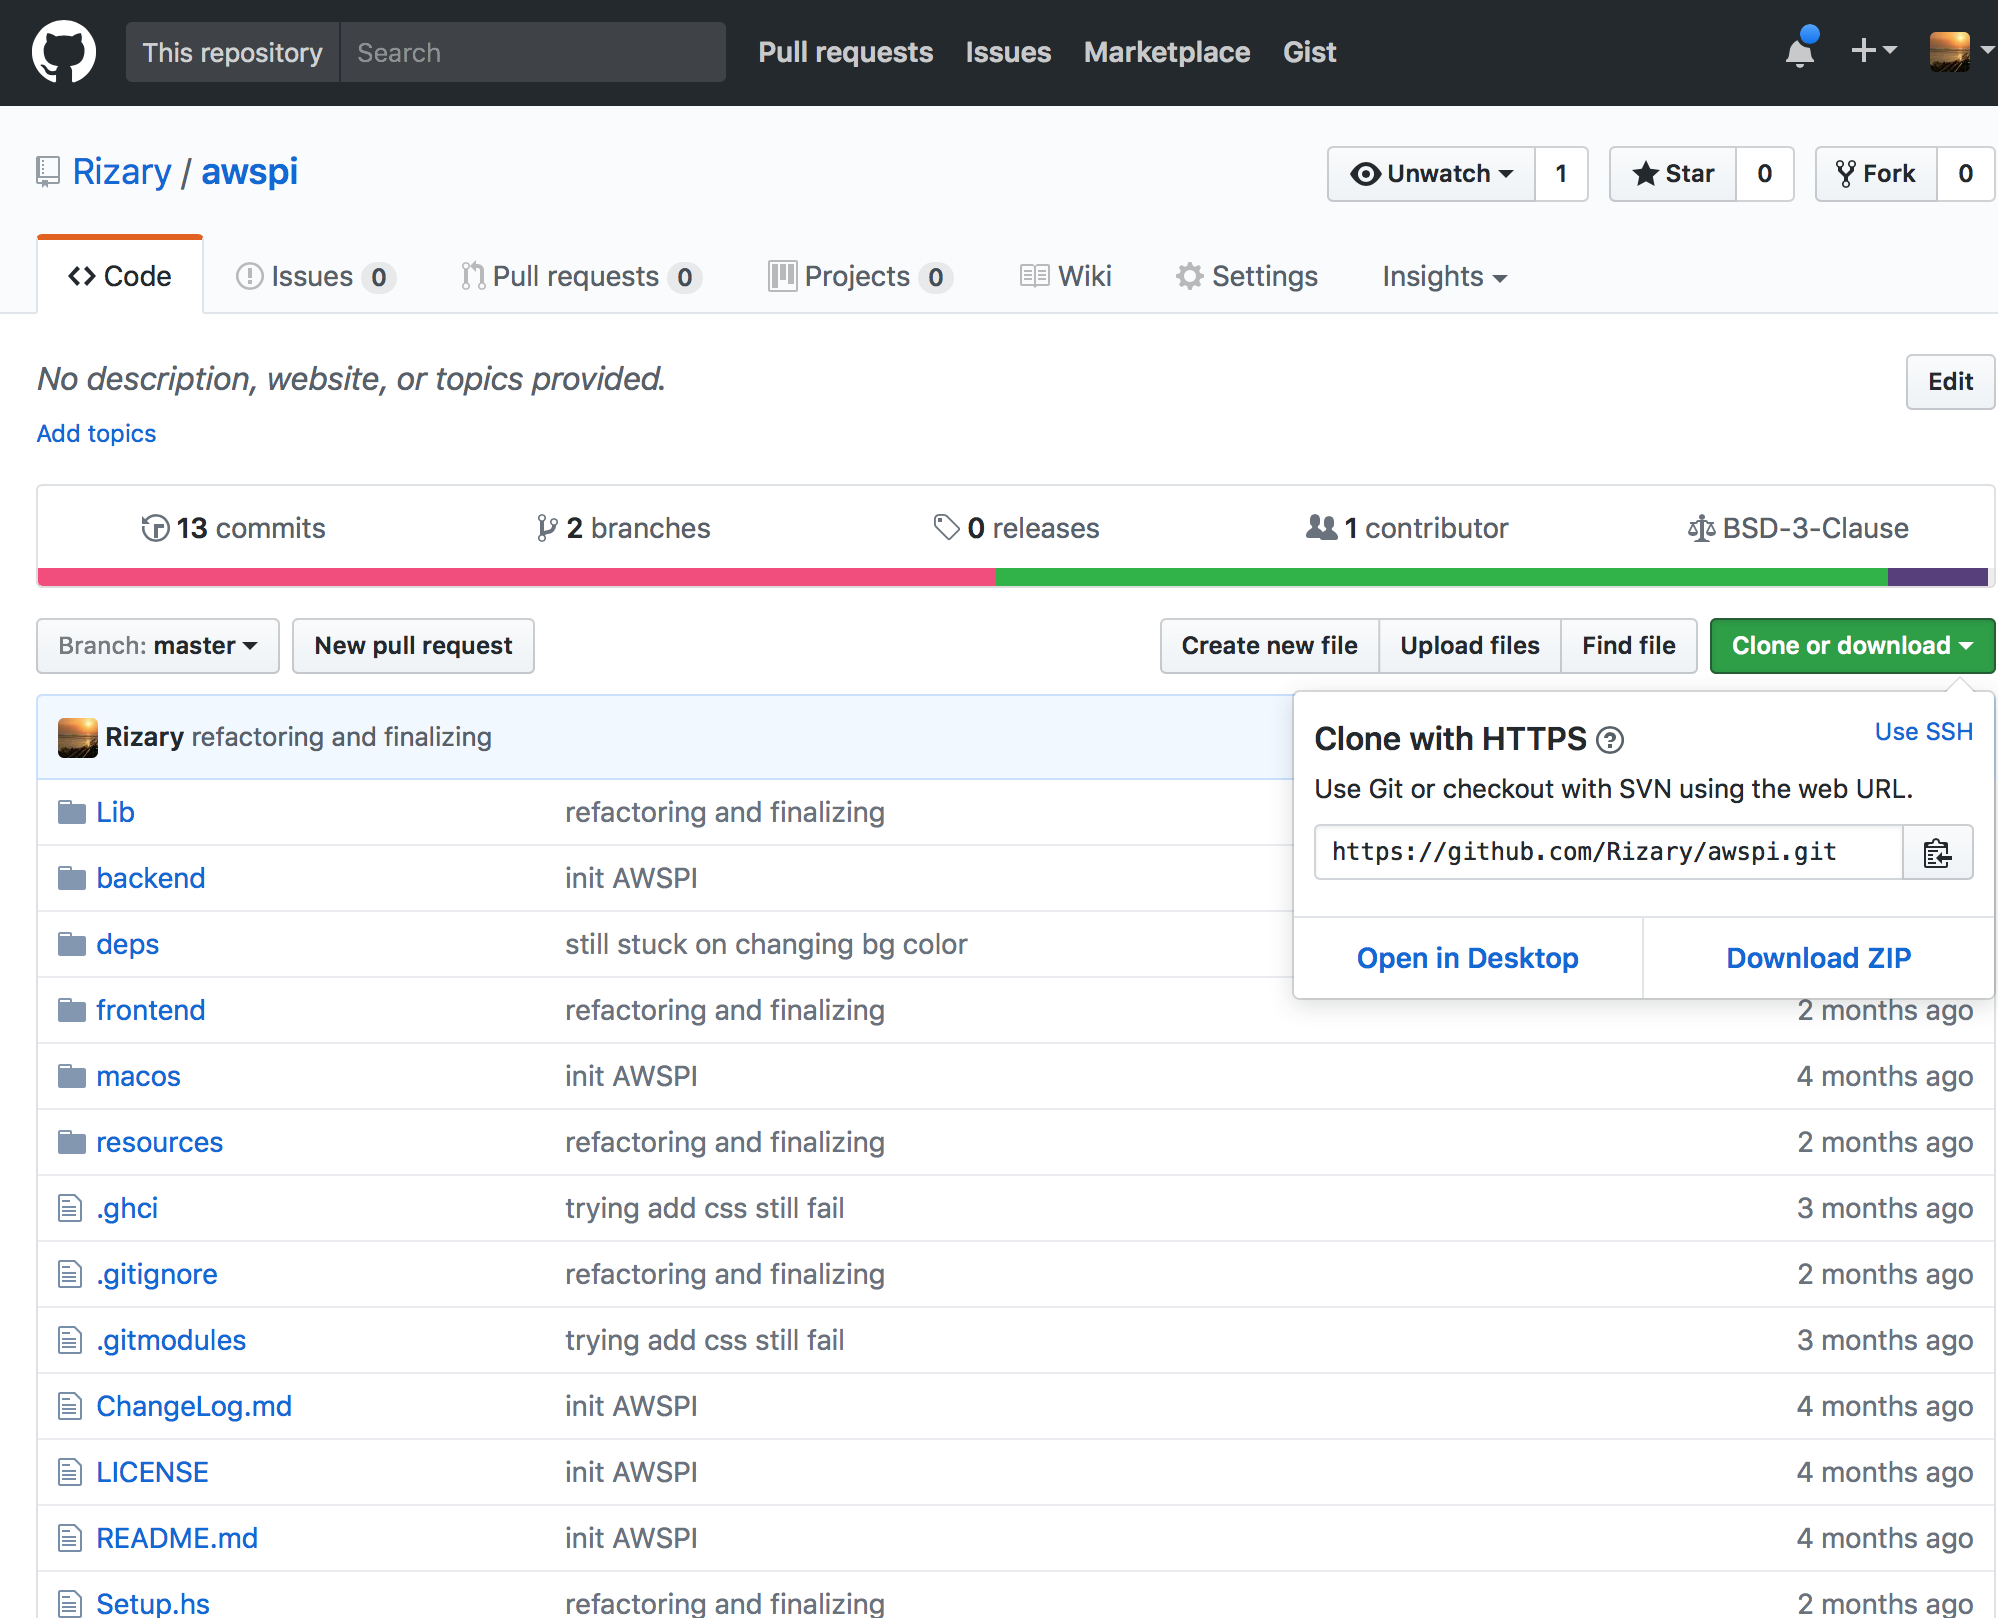 This repository Search Pull requests Issues Marketplace Gist
Rizary / awspi Unwatch 1 Star 0 Fork 0
Code Issues 0 Pull requests 0 Projects 0 Wiki Settings Insights
No description, website, or topics provided. Edit
Add topics
13 commits 2 branches 0 releases 1 contributor BSD-3-Clause
Branch: master New pull request Create new file Upload files Find file Clone or download
Rizary refactoring and finalizing
Clone with HTTPS ? Use SSH
Use Git or checkout with SVN using the web URL.
https://github.com/Rizary/awspi.git
Open in Desktop Download ZIP
Lib refactoring and finalizing
backend init AWSPI
deps still stuck on changing bg color
frontend refactoring and finalizing 2 months ago
macos init AWSPI 4 months ago
resources refactoring and finalizing 2 months ago
.ghci trying add css still fail 3 months ago
.gitignore refactoring and finalizing 2 months ago
.gitmodules trying add css still fail 3 months ago
ChangeLog.md init AWSPI 4 months ago
LICENSE init AWSPI 4 months ago
README.md init AWSPI 4 months ago
Setup.hs refactoring and finalizing 2 months ago